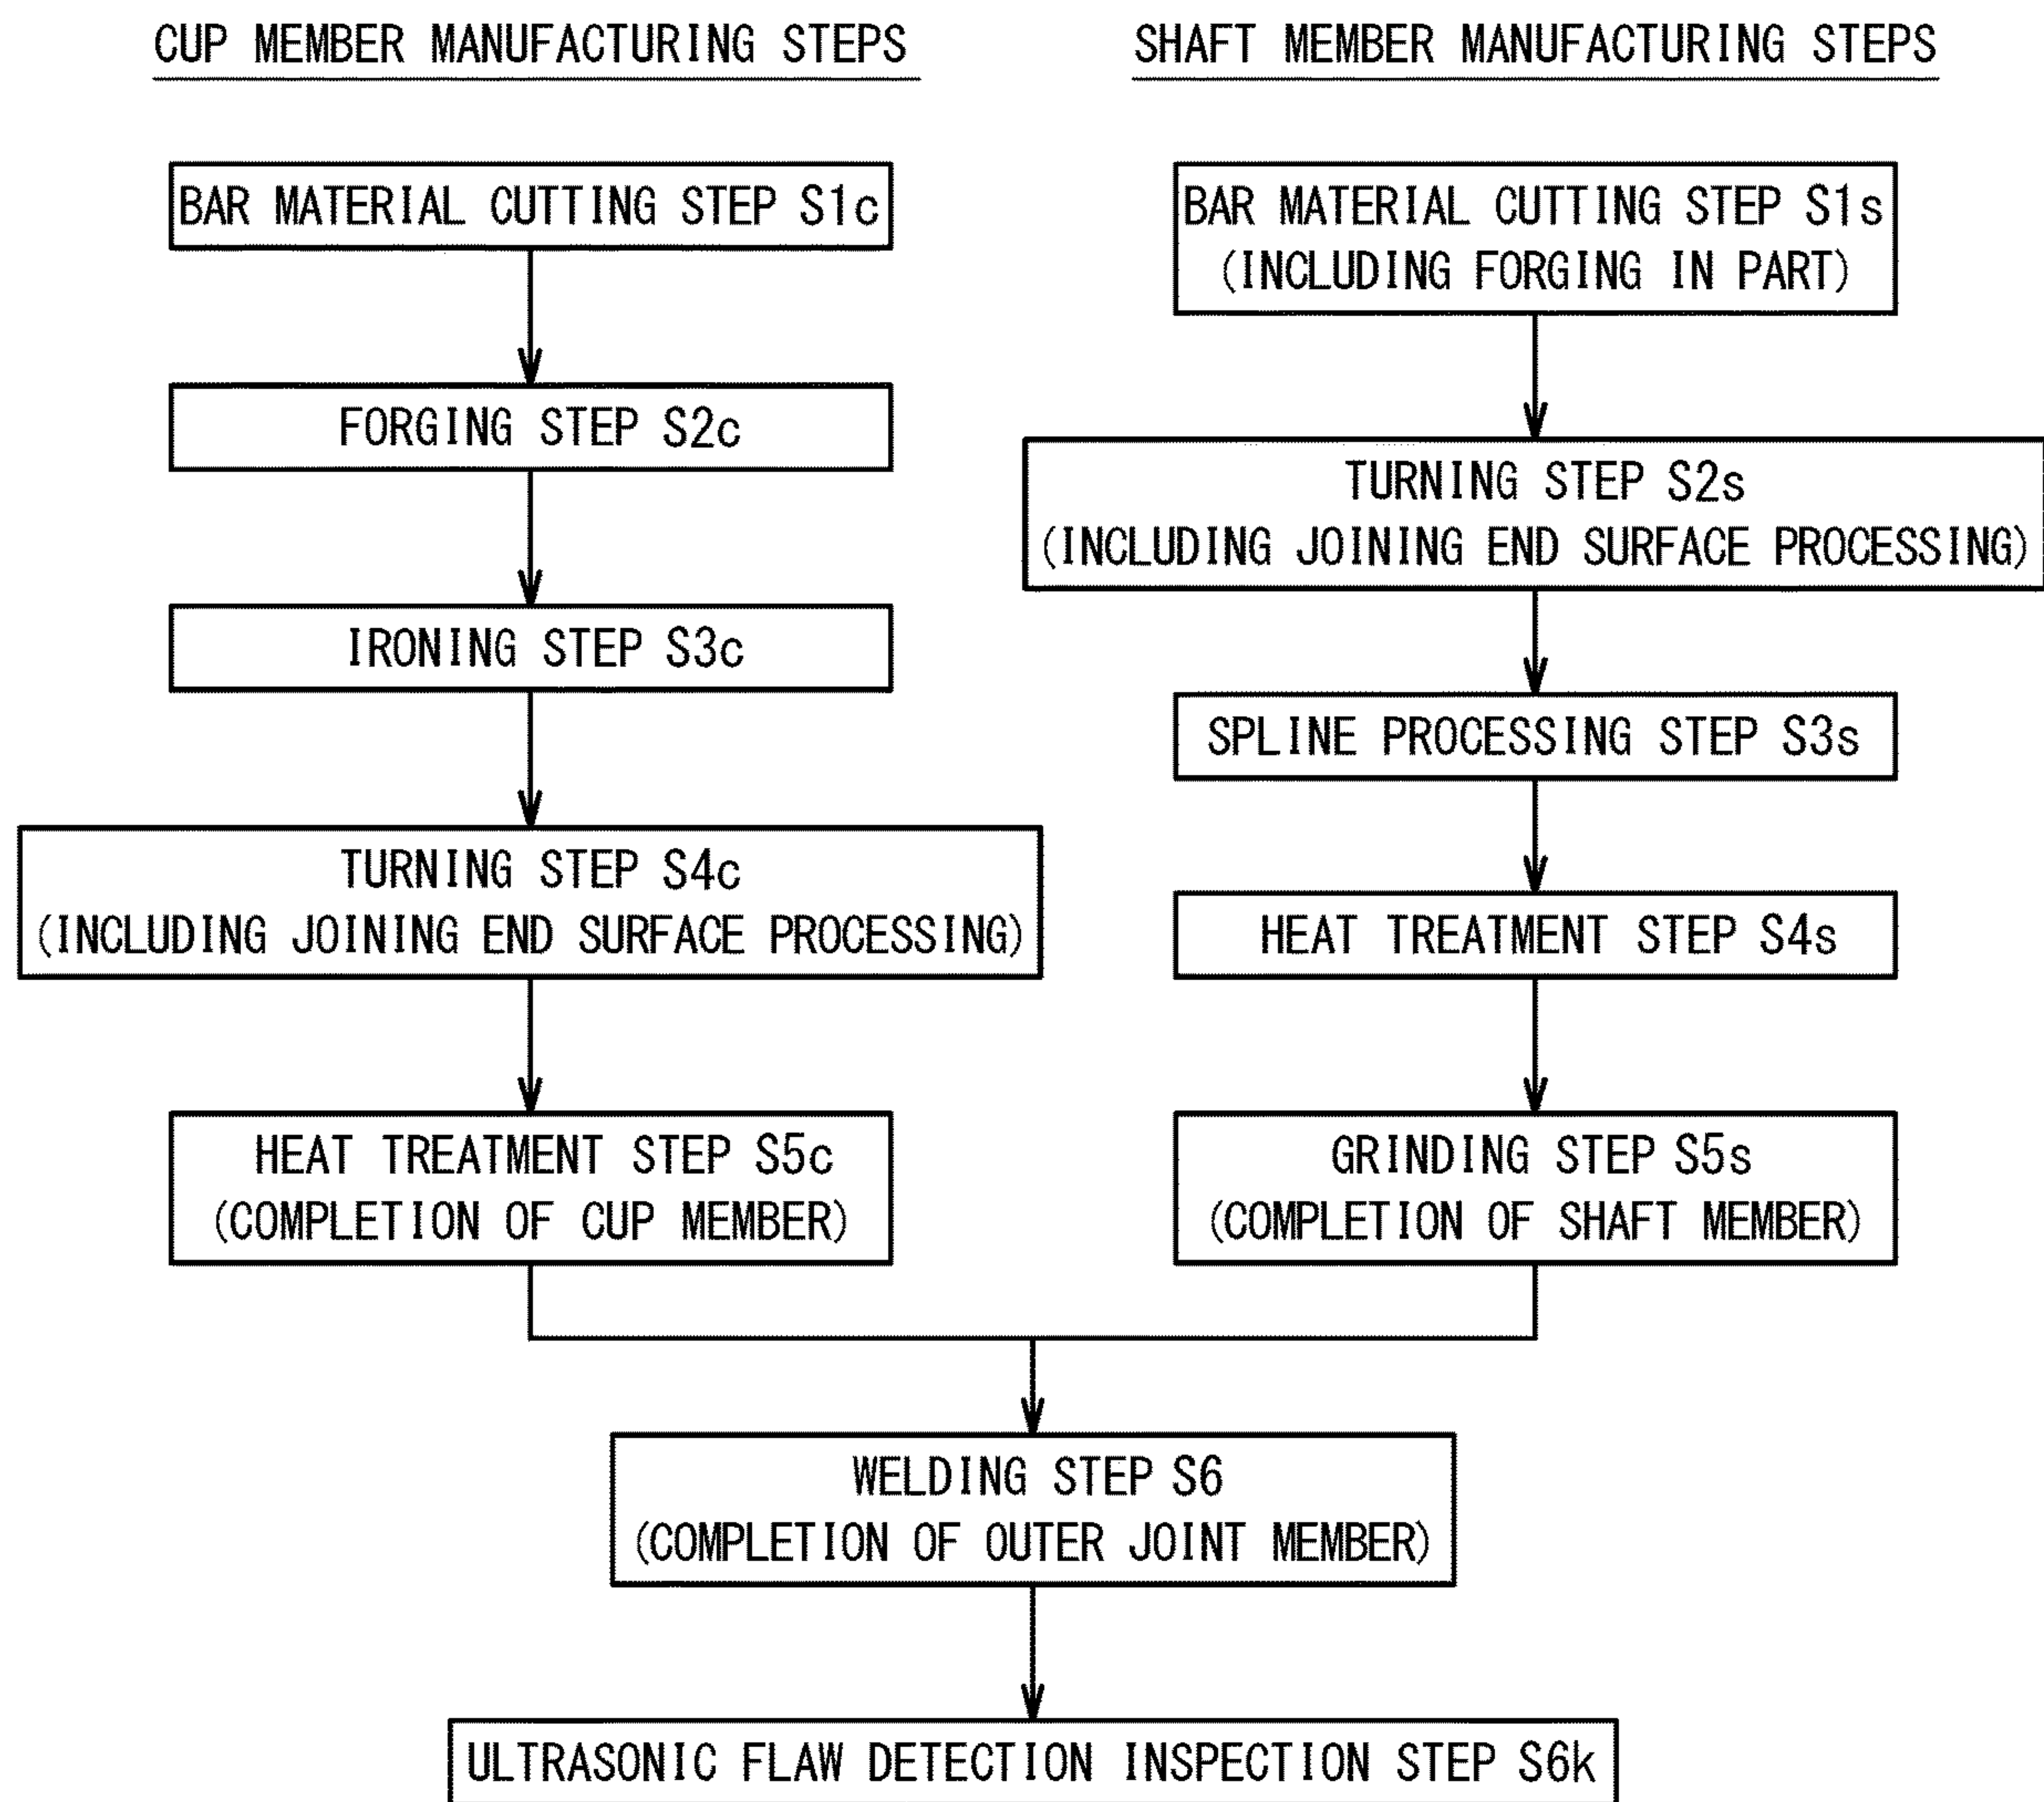 CUP MEMBER MANUFACTURING STEPS
BAR MATERIAL CUTTING STEP S1c
FORGING STEP S2c
IRONING STEP S3c
TURNING STEP S4c
(INCLUDING JOINING END SURFACE PROCESSING)
HEAT TREATMENT STEP S5c
(COMPLETION OF CUP MEMBER)
SHAFT MEMBER MANUFACTURING STEPS
BAR MATERIAL CUTTING STEP S1s
(INCLUDING FORGING IN PART)
TURNING STEP S2s
(INCLUDING JOINING END SURFACE PROCESSING)
SPLINE PROCESSING STEP S3s
HEAT TREATMENT STEP S4s
GRINDING STEP S5s
(COMPLETION OF SHAFT MEMBER)
WELDING STEP S6
(COMPLETION OF OUTER JOINT MEMBER)
ULTRASONIC FLAW DETECTION INSPECTION STEP S6k